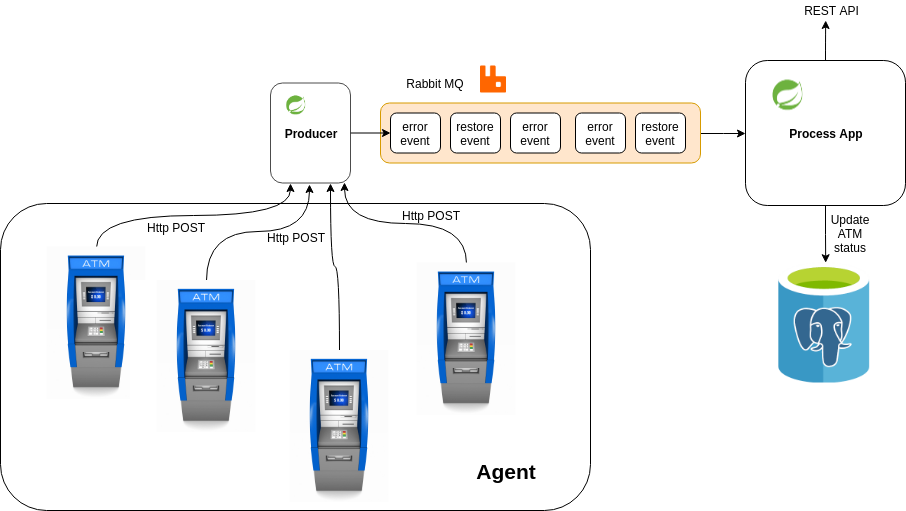 REST API
Rabbit MQ
Producer
error
event
restore
event
error
event
error
event
restore
event
Process App
Http POST
Http POST
Http POST
Update
ATM
status
ATM
ATM
ATM
ATM
Agent